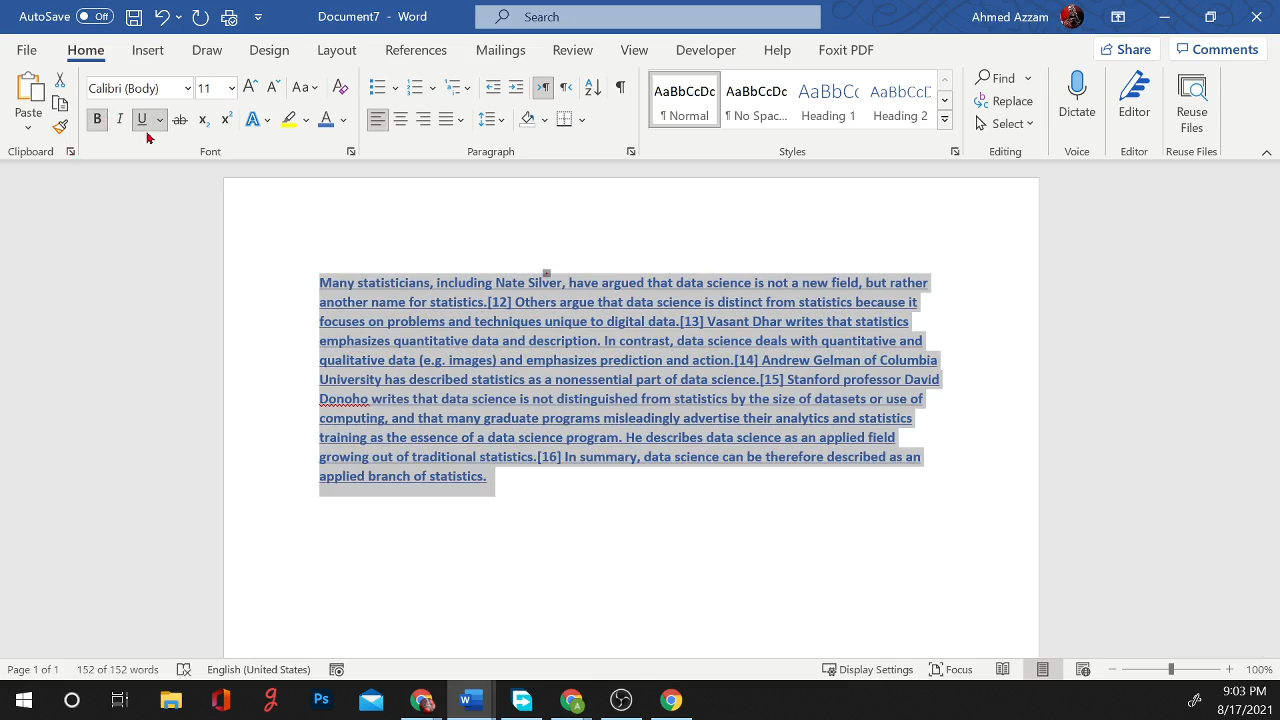 AutoSave Off Document7 - Word Search Ahmed Azzam
File Home Insert Draw Design Layout References Mailings Review View Developer Help Foxit PDF Share Comments
Paste
Clipboard
Calibri (Body) 11
Font
Paragraph
AaBbCcDc AaBbCcDc AaBbCc AaBbCcD
¶ Normal ¶ No Spac... Heading 1 Heading 2
Styles
Find
Replace
Select
Editing
Dictate
Voice
Editor
Editor
Reuse
Files
Reuse Files
Many statisticians, including Nate Silver, have argued that data science is not a new field, but rather
another name for statistics.[12] Others argue that data science is distinct from statistics because it
focuses on problems and techniques unique to digital data.[13] Vasant Dhar writes that statistics
emphasizes quantitative data and description. In contrast, data science deals with quantitative and
qualitative data (e.g. images) and emphasizes prediction and action.[14] Andrew Gelman of Columbia
University has described statistics as a nonessential part of data science.[15] Stanford professor David
Donoho writes that data science is not distinguished from statistics by the size of datasets or use of
computing, and that many graduate programs misleadingly advertise their analytics and statistics
training as the essence of a data science program. He describes data science as an applied field
growing out of traditional statistics.[16] In summary, data science can be therefore described as an
applied branch of statistics.
Page 1 of 1 152 of 152 words English (United States) Display Settings Focus 100%
9:03 PM
8/17/2021